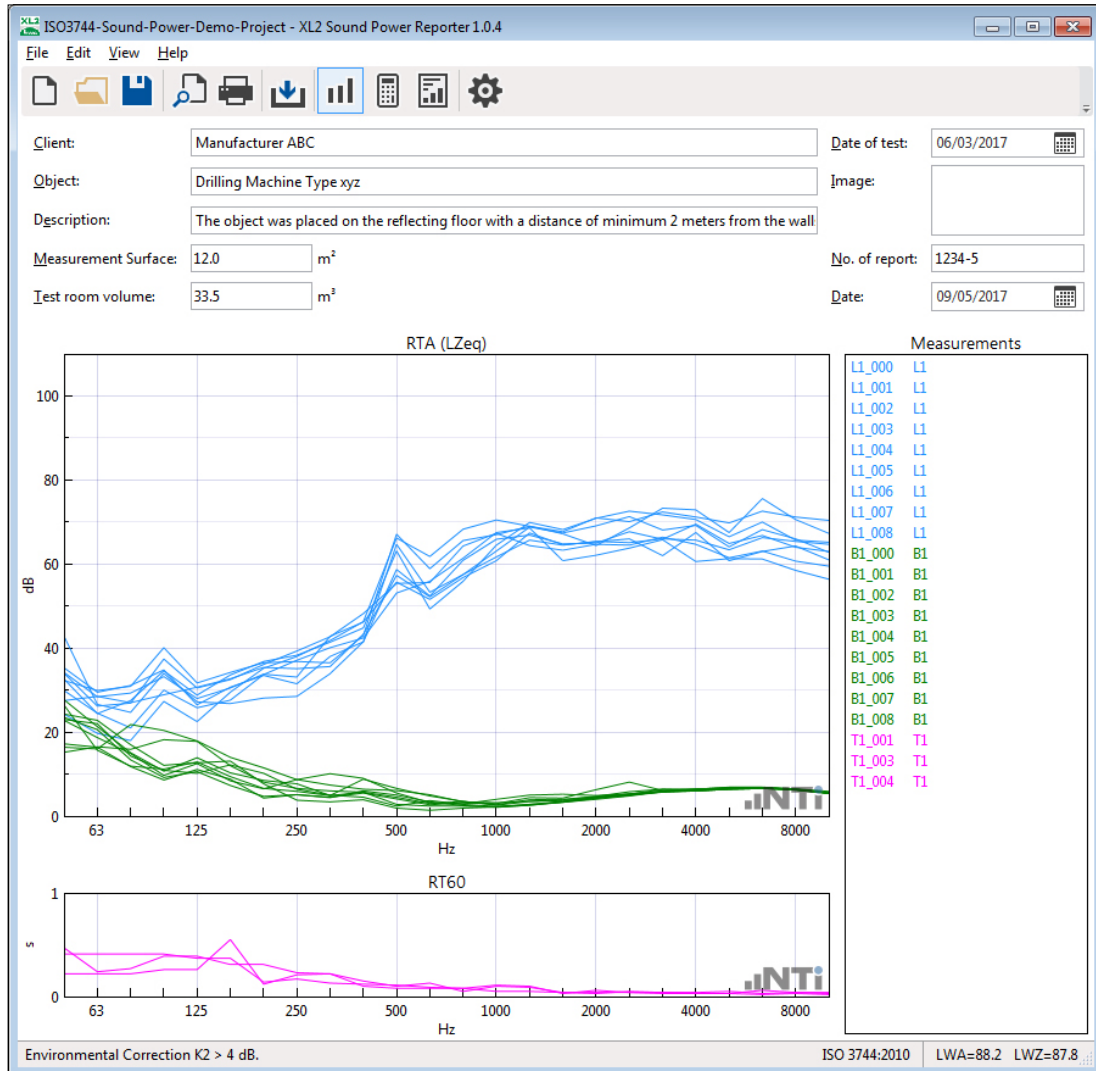 XL2
ISO3744-Sound-Power-Demo-Project - XL2 Sound Power Reporter 1.0.4
File Edit View Help
Client: Manufacturer ABC Date of test: 06/03/2017
Object: Drilling Machine Type xyz Image:
Description: The object was placed on the reflecting floor with a distance of minimum 2 meters from the wall
Measurement Surface: 12.0 m² No. of report: 1234-5
Test room volume: 33.5 m³ Date: 09/05/2017
RTA (LZeq)
100
80
60
40
20
0
dB
63 125 250 500 1000 2000 4000 8000
Hz
NTi
RT60
1
0
s
63 125 250 500 1000 2000 4000 8000
Hz
NTi
Measurements
L1_000 L1
L1_001 L1
L1_002 L1
L1_003 L1
L1_004 L1
L1_005 L1
L1_006 L1
L1_007 L1
L1_008 L1
B1_000 B1
B1_001 B1
B1_002 B1
B1_003 B1
B1_004 B1
B1_005 B1
B1_006 B1
B1_007 B1
B1_008 B1
T1_001 T1
T1_003 T1
T1_004 T1
Environmental Correction K2 > 4 dB. ISO 3744:2010 LWA=88.2 LWZ=87.8